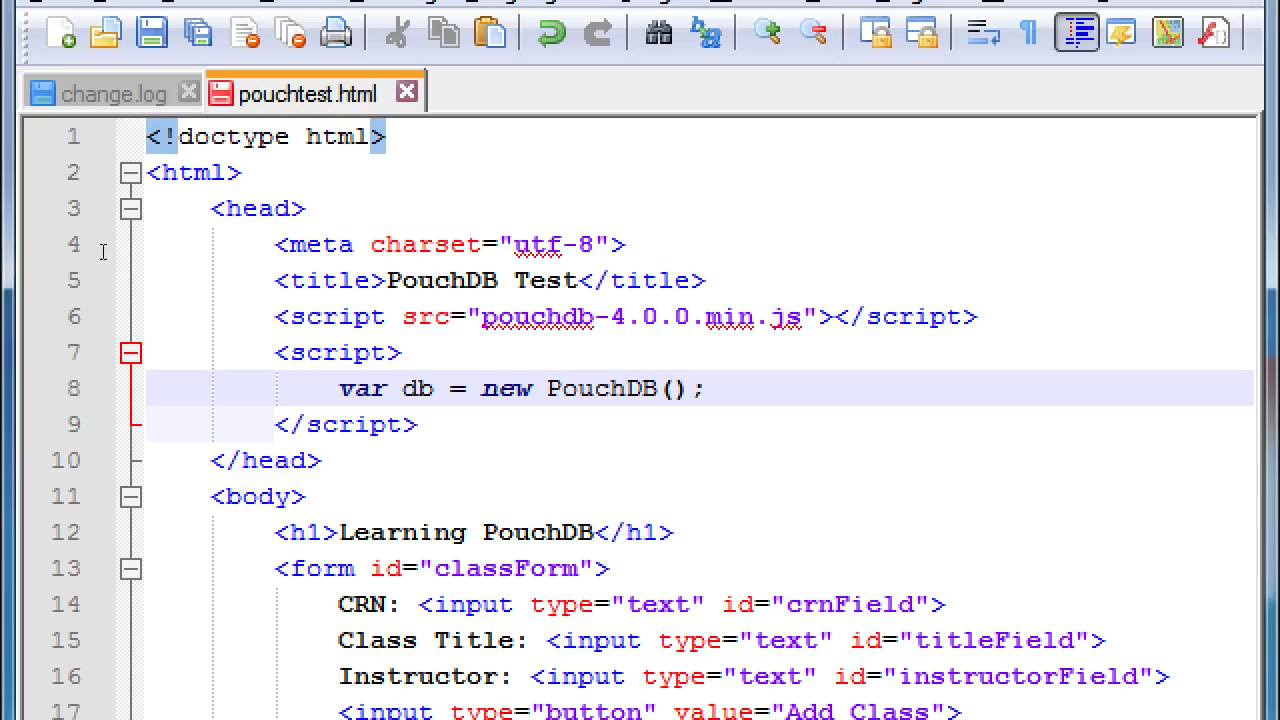 change.log pouchtest.html
1 <!doctype html>
2 <html>
3 <head>
4 <meta charset="utf-8">
5 <title>PouchDB Test</title>
6 <script src="pouchdb-4.0.0.min.js"></script>
7 <script>
8 var db = new PouchDB();
9 </script>
10 </head>
11 <body>
12 <h1>Learning PouchDB</h1>
13 <form id="classForm">
14 CRN: <input type="text" id="crnField">
15 Class Title: <input type="text" id="titleField">
16 Instructor: <input type="text" id="instructorField">
17 <input type="button" value="Add Class">